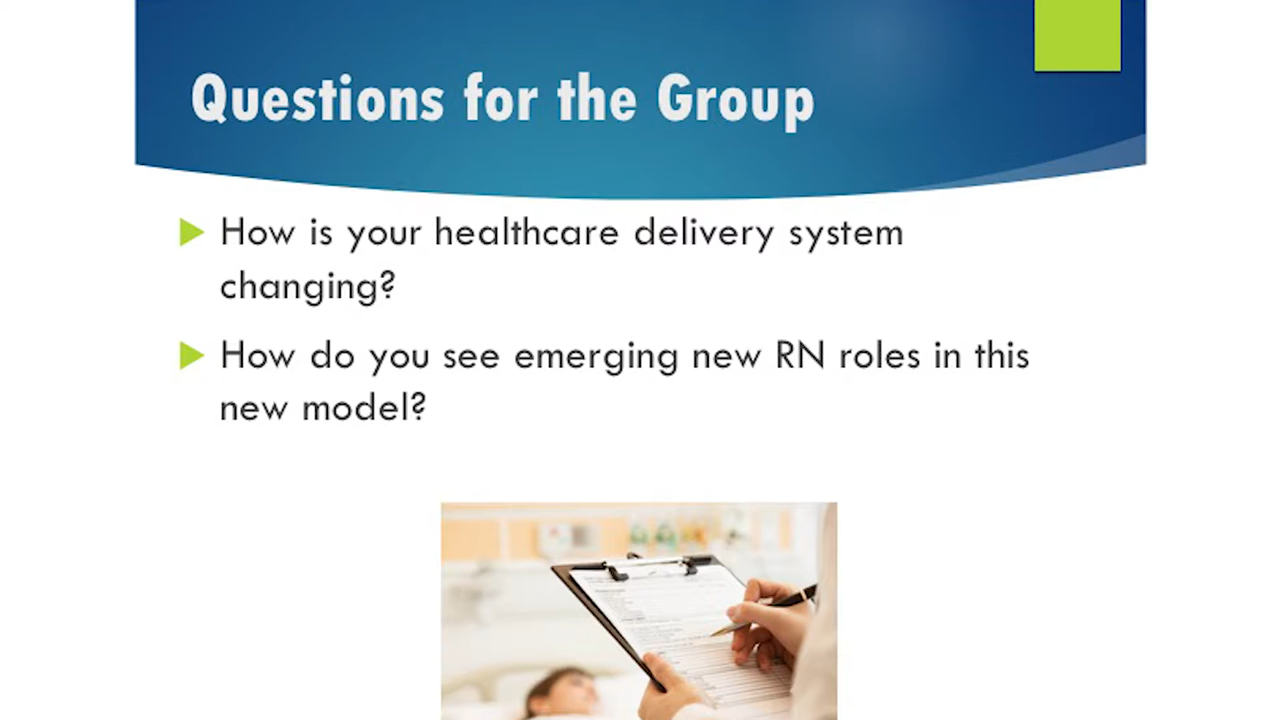 Questions for the Group
How is your healthcare delivery system
changing?
How do you see emerging new RN roles in this
new model?